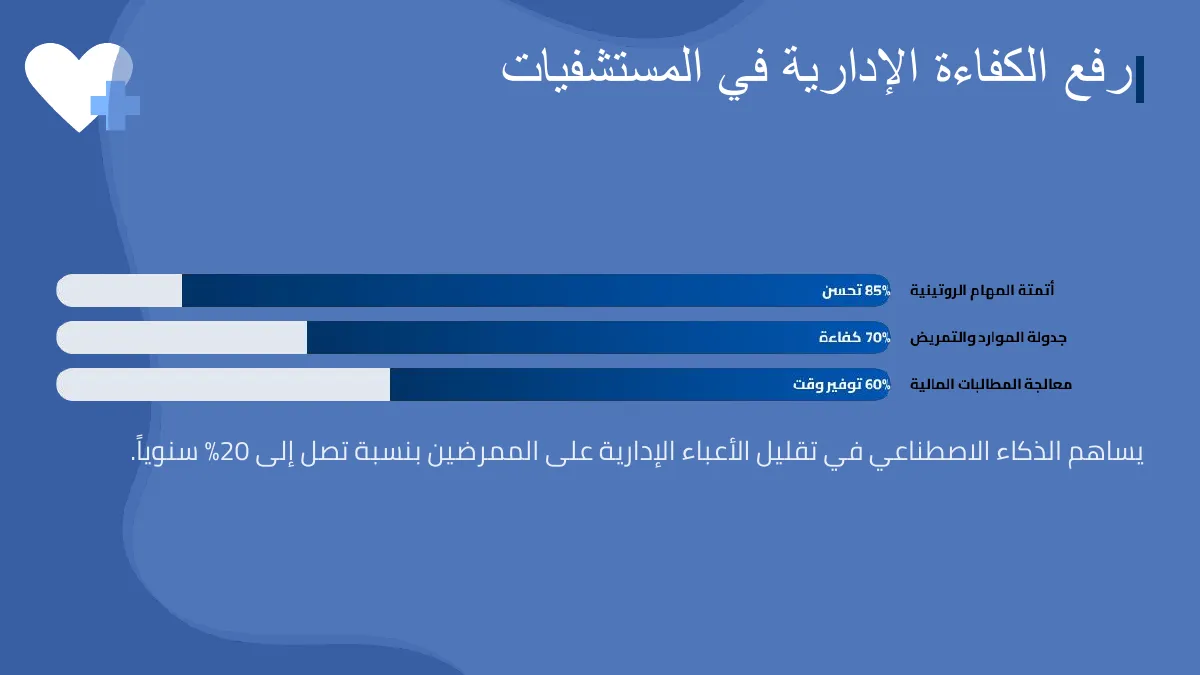 رفع الكفاءة الإدارية في المستشفيات
أتمتة المهام الروتينية
85% تحسن
جدولة الموارد والتمريض
70% كفاءة
معالجة المطالبات المالية
60% توفير وقت
يساهم الذكاء الاصطناعي في تقليل الأعباء الإدارية على الممرضين بنسبة تصل إلى 20% سنوياً.